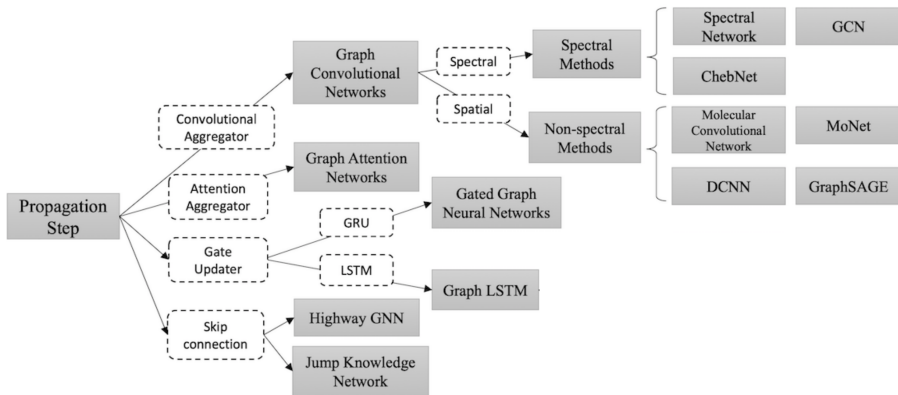 Propagation
Step
Convolutional
Aggregator
Attention
Aggregator
Gate
Updater
Skip
connection
Graph
Convolutional
Networks
Graph Attention
Networks
GRU
LSTM
Highway GNN
Jump Knowledge
Network
Spectral
Spatial
Gated Graph
Neural Networks
Graph LSTM
Spectral
Methods
Non-spectral
Methods
Spectral
Network
GCN
ChebNet
Molecular
Convolutional
Network
MoNet
DCNN
GraphSAGE